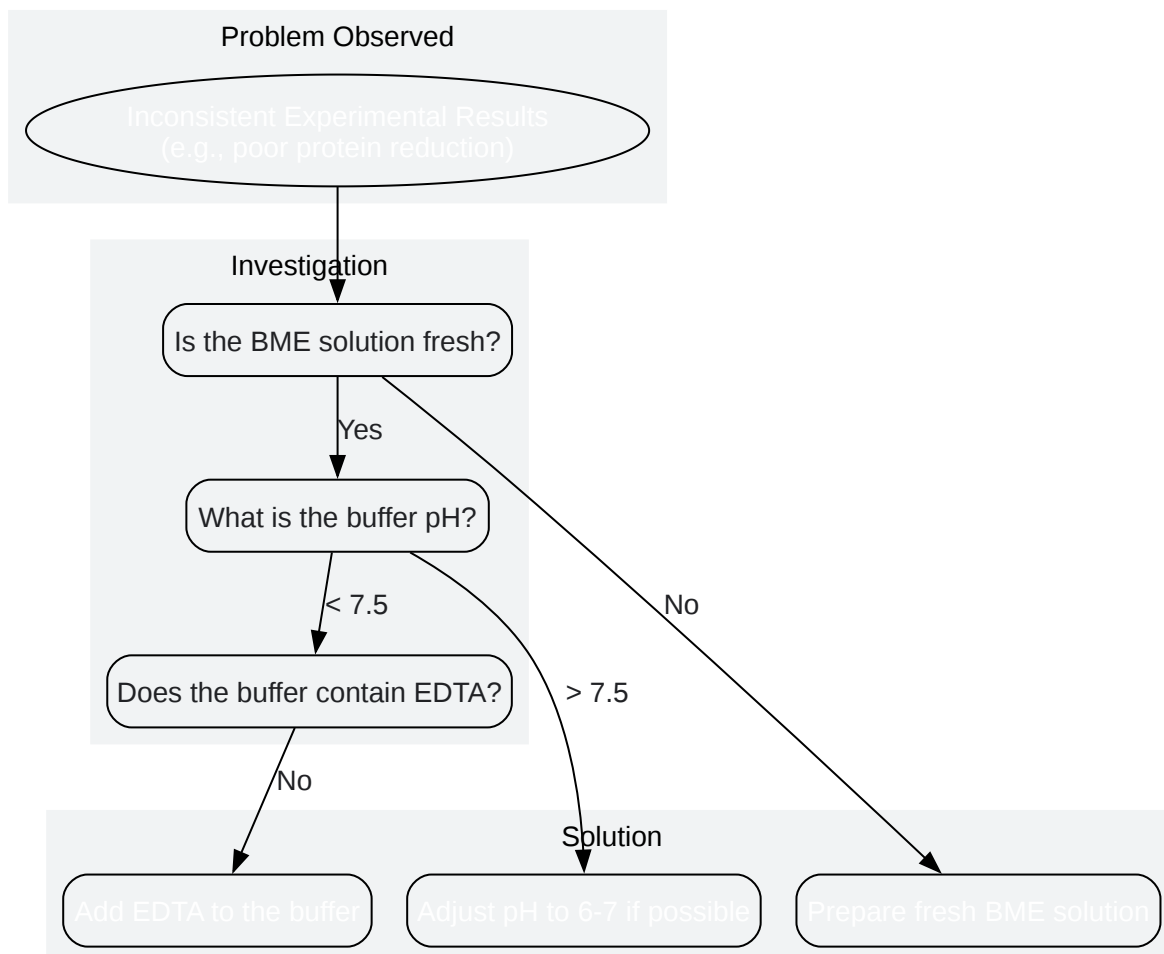 Problem Observed
Inconsistent Experimental Results
(e.g., poor protein reduction)
Investigation
Is the BME solution fresh?
Yes
What is the buffer pH?
< 7.5
No
Does the buffer contain EDTA?
> 7.5
No
Solution
Add EDTA to the buffer
Adjust pH to 6-7 if possible
Prepare fresh BME solution